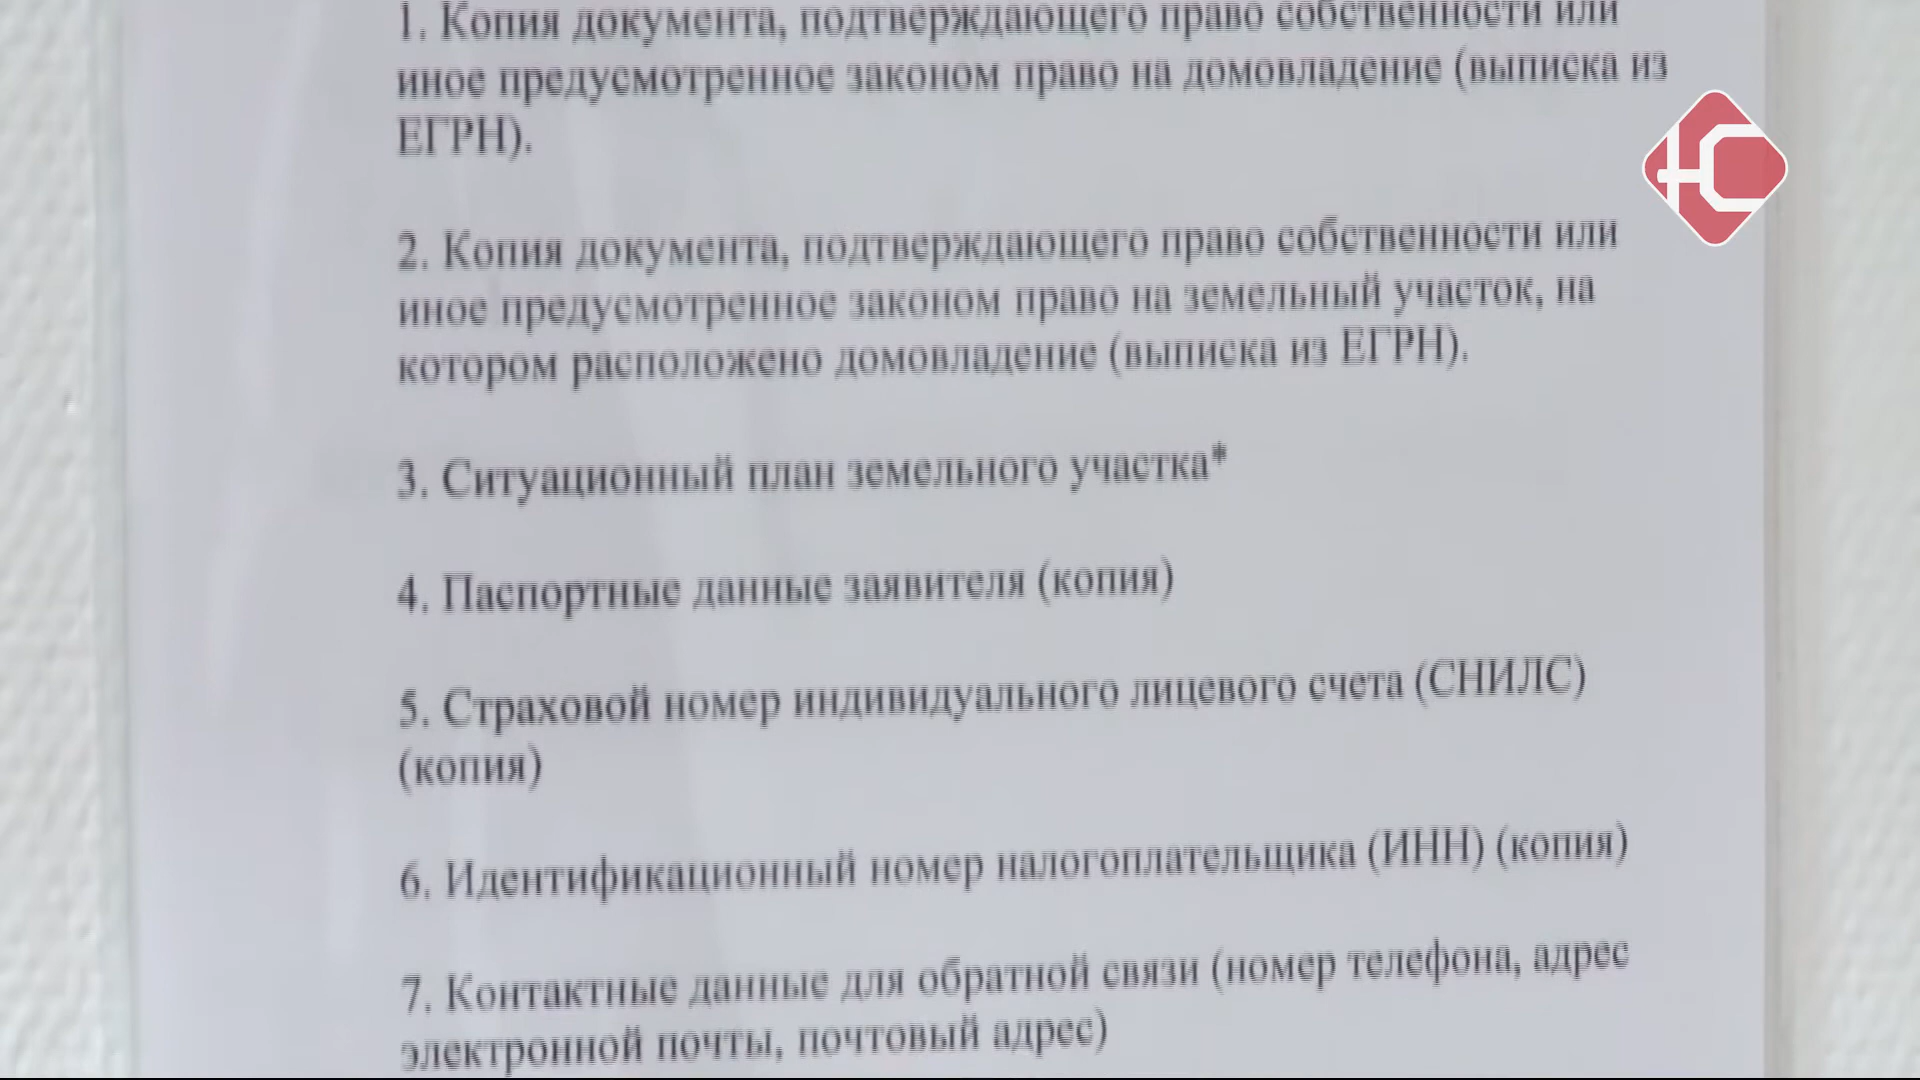 1. Копия документа, подтверждающего право собственности или
иное предусмотренное законом право на домовладение (выписка из
ЕГРН).
2. Копия документа, подтверждающего право собственности или
иное предусмотренное законом право на земельный участок, на
котором расположено домовладение (выписка из ЕГРН).
3. Ситуационный план земельного участка*
4. Паспортные данные заявителя (копия)
5. Страховой номер индивидуального лицевого счета (СНИЛС)
(копия)
6. Идентификационный номер налогоплательщика (ИНН) (копия)
7. Контактные данные для обратной связи (номер телефона, адрес
электронной почты, почтовый адрес)